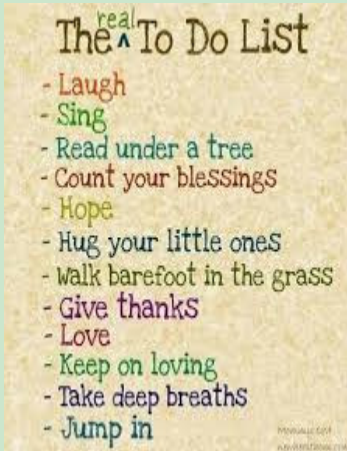 The real To Do List
- Laugh
- Sing
- Read under a tree
- Count your blessings
- Hope
- Hug your little ones
- Walk barefoot in the grass
- Give thanks
- Love
- Keep on loving
- Take deep breaths
- Jump in